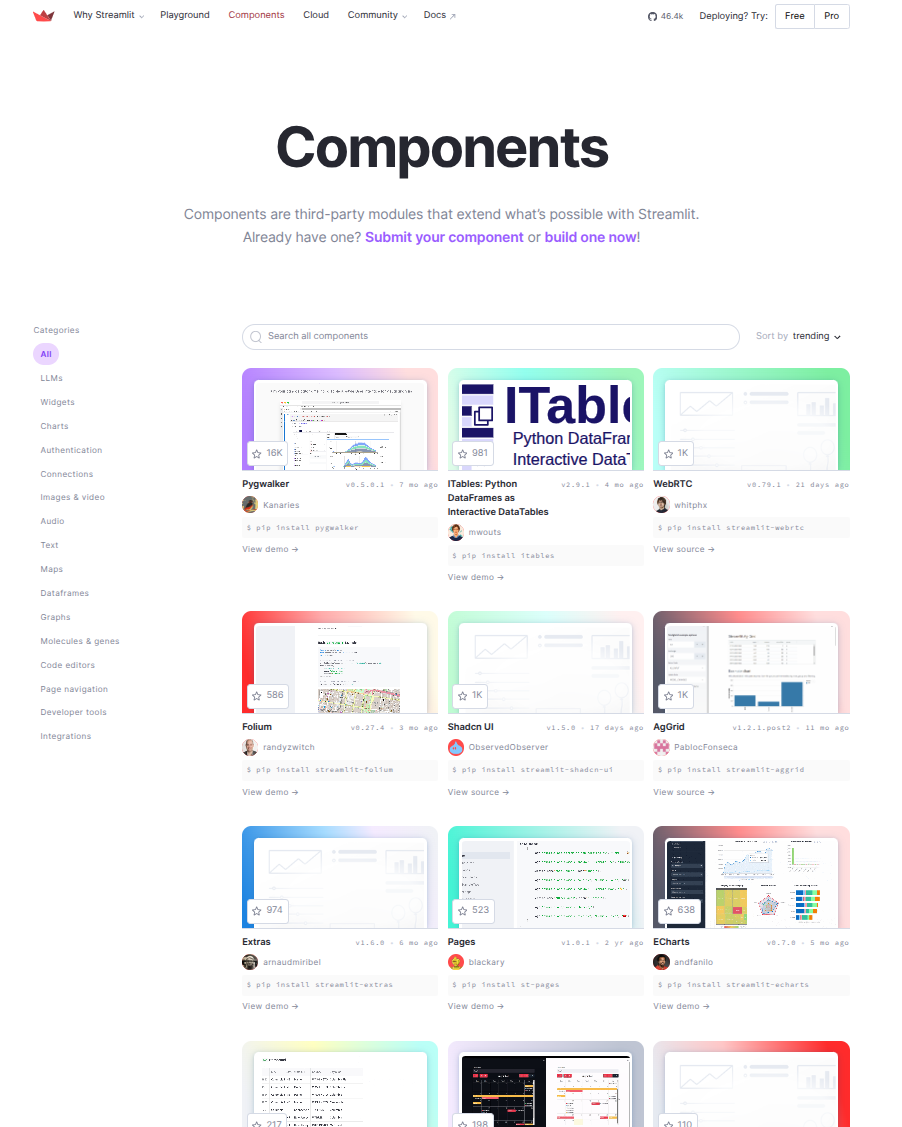 Why Streamlit
Playground
Components
Cloud
Community
Docs
46.4k
Deploying? Try:
Free
Pro
Components
Components are third-party modules that extend what's possible with Streamlit.
Already have one? Submit your component or build one now!
Categories
All
LLMs
Widgets
Charts
Authentication
Connections
Images & video
Audio
Text
Maps
Dataframes
Graphs
Molecules & genes
Code editors
Page navigation
Developer tools
Integrations
Search all components
Sort by trending
16K
Pygwalker
v0.5.0.1 · 7 mo ago
Kanaries
$ pip install pygwalker
View demo →
ITable
Python DataFram
Interactive DataT
981
ITables: Python
DataFrames as
Interactive DataTables
v2.9.1 · 4 mo ago
mwouts
$ pip install itables
View demo →
1K
WebRTC
v0.79.1 · 21 days ago
whitphx
$ pip install streamlit-webrtc
View source →
586
Folium
v0.27.4 · 3 mo ago
randyzwitch
$ pip install streamlit-folium
View demo →
1K
Shadcn UI
v1.5.0 · 17 days ago
ObservedObserver
$ pip install streamlit-shadcn-ui
View source →
1K
AgGrid
v1.2.1.post2 · 11 mo ago
PablocFonseca
$ pip install streamlit-aggrid
View source →
974
Extras
v1.6.0 · 6 mo ago
arnaudmiribel
$ pip install streamlit-extras
View demo →
523
Pages
v1.0.1 · 2 yr ago
blackary
$ pip install st-pages
View demo →
638
ECharts
v0.7.0 · 5 mo ago
andfanilo
$ pip install streamlit-echarts
View demo →
217
198
110